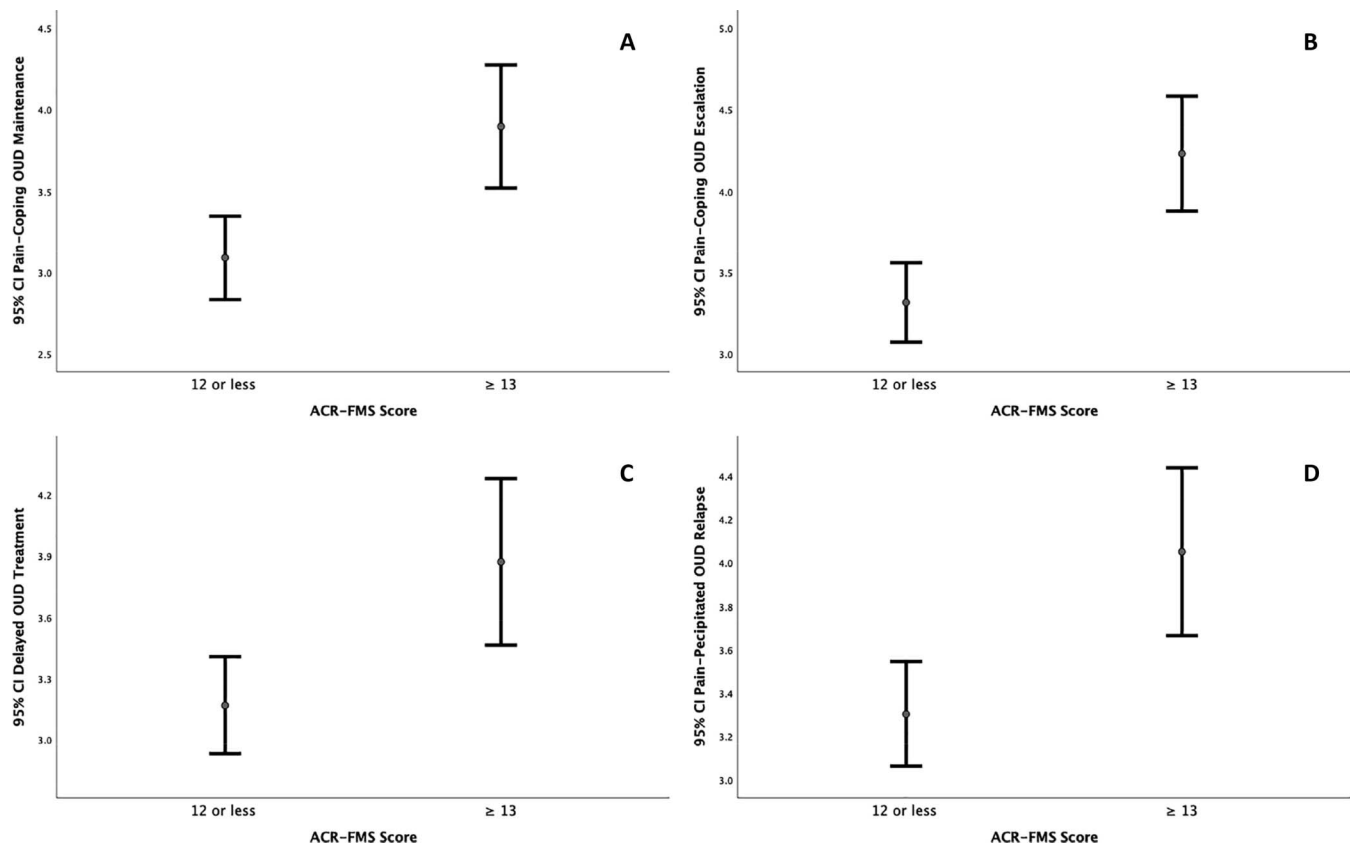 A
95% CI Pain-Coping OUD Maintenance
4.5
4.0
3.5
3.0
2.5
12 or less
≥ 13
ACR-FMS Score
B
95% CI Pain-Coping OUD Escalation
5.0
4.5
4.0
3.5
3.0
12 or less
≥ 13
ACR-FMS Score
C
95% CI Delayed OUD Treatment
4.2
3.9
3.6
3.3
3.0
12 or less
≥ 13
ACR-FMS Score
D
95% CI Pain-Pecipitated OUD Relapse
4.4
4.2
4.0
3.8
3.6
3.4
3.2
3.0
12 or less
≥ 13
ACR-FMS Score